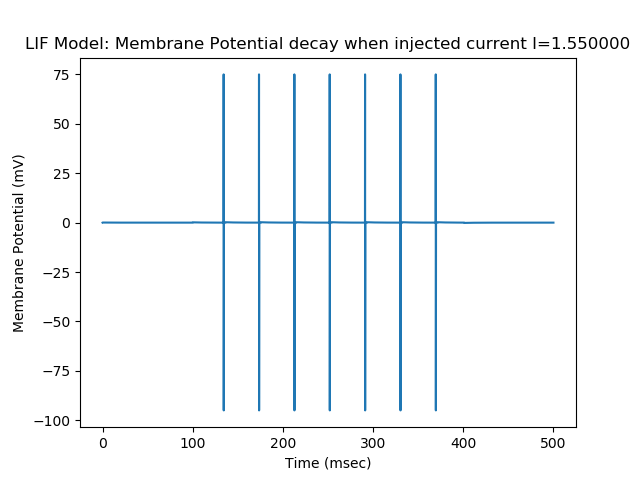 LIF Model: Membrane Potential decay when injected current I=1.550000
Membrane Potential (mV)
75
50
25
0
−25
−50
−75
−100
0 100 200 300 400 500
Time (msec)